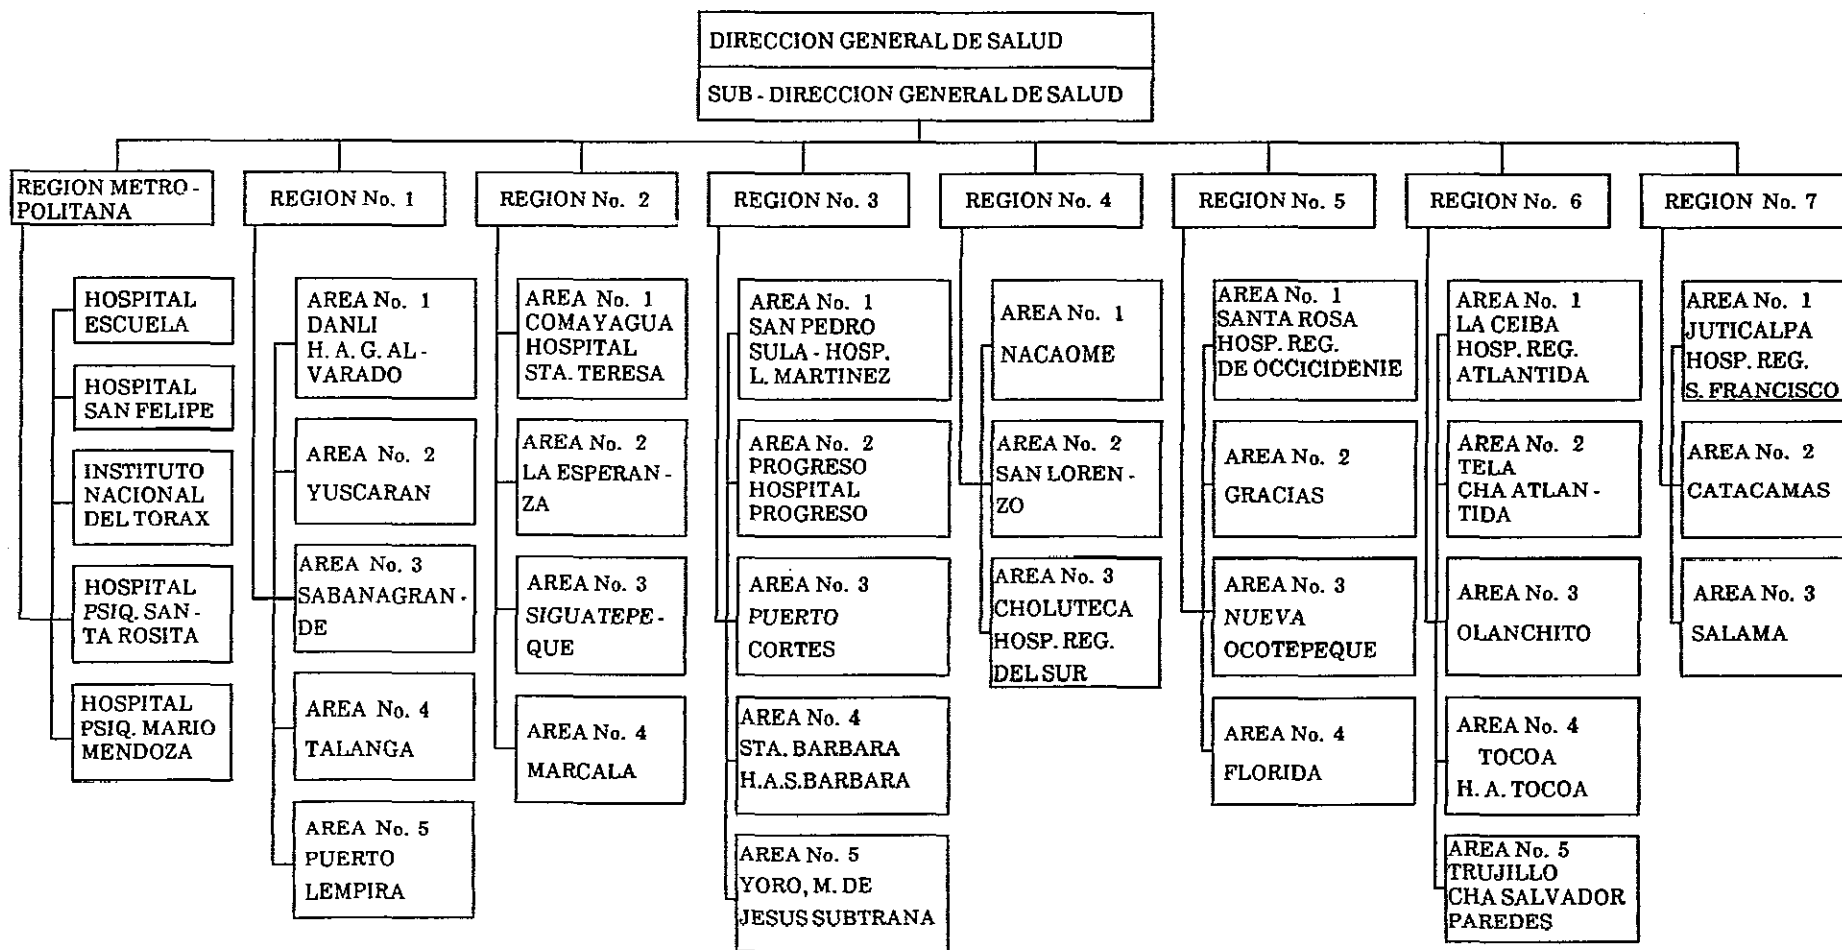 DIRECCION GENERAL DE SALUD
SUB - DIRECCION GENERAL DE SALUD
REGION METRO -
POLITANA
HOSPITAL
ESCUELA
HOSPITAL
SAN FELIPE
INSTITUTO
NACIONAL
DEL TORAX
HOSPITAL
PSIQ. SAN -
TA ROSITA
HOSPITAL
PSIQ. MARIO
MENDOZA
REGION No. 1
AREA No. 1
DANLI
H. A. G. AL -
VARADO
AREA No. 2
YUSCARAN
AREA No. 3
SABANAGRAN -
DE
AREA No. 4
TALANGA
AREA No. 5
PUERTO
LEMPIRA
REGION No. 2
AREA No. 1
COMAYAGUA
HOSPITAL
STA. TERESA
AREA No. 2
LA ESPERAN -
ZA
AREA No. 3
SIGUATEPE -
QUE
AREA No. 4
MARCALA
REGION No. 3
AREA No. 1
SAN PEDRO
SULA - HOSP.
L. MARTINEZ
AREA No. 2
PROGRESO
HOSPITAL
PROGRESO
AREA No. 3
PUERTO
CORTES
AREA No. 4
STA. BARBARA
H.A.S.BARBARA
AREA No. 5
YORO, M. DE
JESUS SUBTRANA
REGION No. 4
AREA No. 1
NACAOME
AREA No. 2
SAN LOREN -
ZO
AREA No. 3
CHOLUTECA
HOSP. REG.
DEL SUR
REGION No. 5
AREA No. 1
SANTA ROSA
HOSP. REG.
DE OCCICIDENIE
AREA No. 2
GRACIAS
AREA No. 3
NUEVA
OCOTEPEQUE
AREA No. 4
FLORIDA
REGION No. 6
AREA No. 1
LA CEIBA
HOSP. REG.
ATLANTIDA
AREA No. 2
TELA
CHA ATLAN -
TIDA
AREA No. 3
OLANCHITO
AREA No. 4
TOCOA
H. A. TOCOA
AREA No. 5
TRUJILLO
CHA SALVADOR
PAREDES
REGION No. 7
AREA No. 1
JUTICALPA
HOSP. REG.
S. FRANCISCO
AREA No. 2
CATACAMAS
AREA No. 3
SALAMA